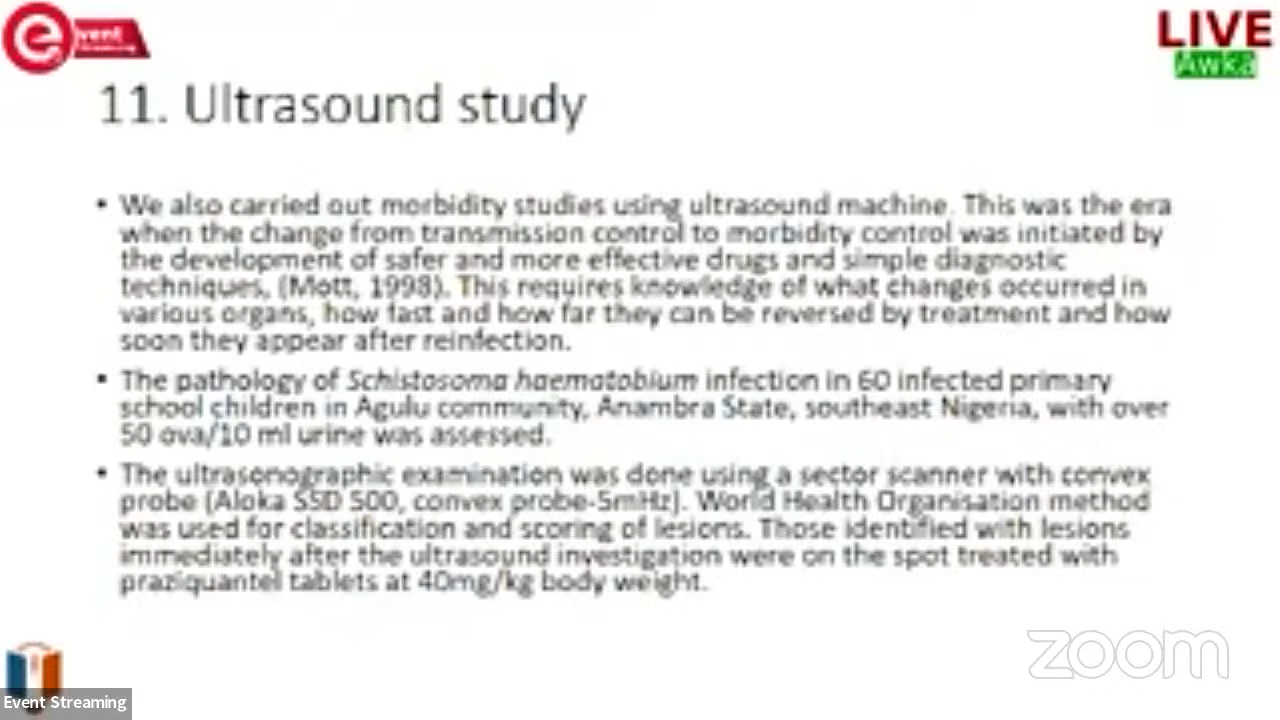 event
Streaming
LIVE
Awka
11. Ultrasound study
• We also carried out morbidity studies using ultrasound machine. This was the era
when the change from transmission control to morbidity control was initiated by
the development of safer and more effective drugs and simple diagnostic
techniques, (Mott, 1998). This requires knowledge of what changes occurred in
various organs, how fast and how far they can be reversed by treatment and how
soon they appear after reinfection.
• The pathology of Schistosoma haematobium infection in 60 infected primary
school children in Agulu community, Anambra State, southeast Nigeria, with over
50 ova/10 ml urine was assessed.
• The ultrasonographic examination was done using a sector scanner with convex
probe (Aloka SSD 500, convex probe-5mHz). World Health Organisation method
was used for classification and scoring of lesions. Those identified with lesions
immediately after the ultrasound investigation were on the spot treated with
praziquantel tablets at 40mg/kg body weight.
zoom
Event Streaming